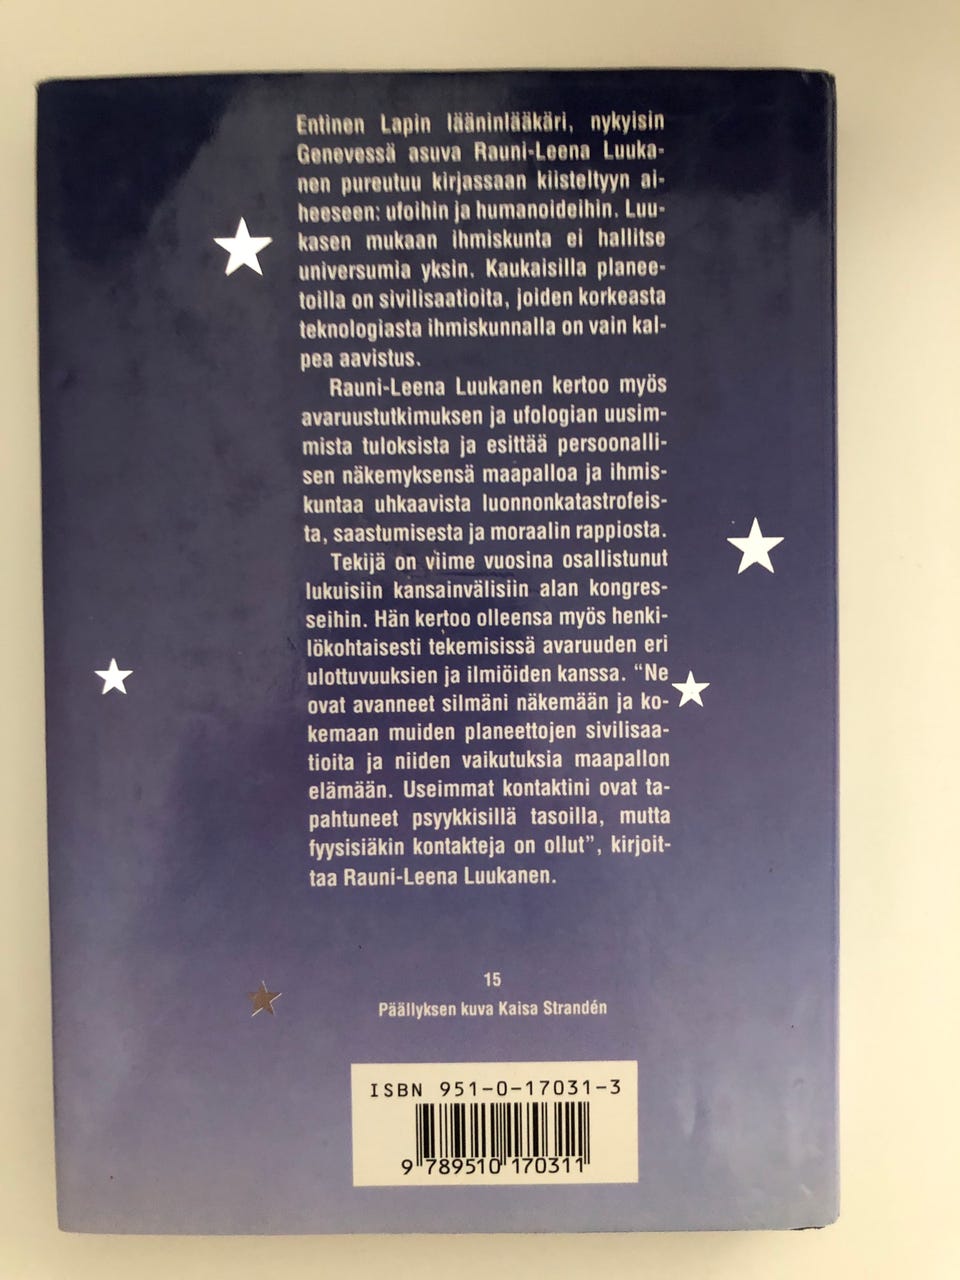 Entinen Lapin lääninlääkäri, nykyisin
Genevessä asuva Rauni-Leena Luuka-
nen pureutuu kirjassaan kiisteltyyn ai-
heeseen: ufoihin ja humanoideihin. Luu-
kasen mukaan ihmiskunta ei hallitse
universumia yksin. Kaukaisilla planee-
toilla on sivilisaatioita, joiden korkeasta
teknologiasta ihmiskunnalla on vain kal-
pea aavistus.
Rauni-Leena Luukanen kertoo myös
avaruustutkimuksen ja ufologian uusim-
mista tuloksista ja esittää persoonalli-
sen näkemyksensä maapalloa ja ihmis-
kuntaa uhkaavista luonnonkatastrofeis-
ta, saastumisesta ja moraalin rappiosta.
Tekijä on viime vuosina osallistunut
lukuisiin kansainvälisiin alan kongres-
seihin. Hän kertoo olleensa myös henki-
lökohtaisesti tekemisissä avaruuden eri
ulottuvuuksien ja ilmiöiden kanssa. "Ne
ovat avanneet silmäni näkemään ja ko-
kemaan muiden planeettojen sivilisaa-
tioita ja niiden vaikutuksia maapallon
elämään. Useimmat kontaktini ovat ta-
pahtuneet psyykkisillä tasoilla, mutta
fyysisiäkin kontakteja on ollut", kirjoit-
taa Rauni-Leena Luukanen.
15
Päällyksen kuva Kaisa Strandén
ISBN 951-0-17031-3
9 789510 170311